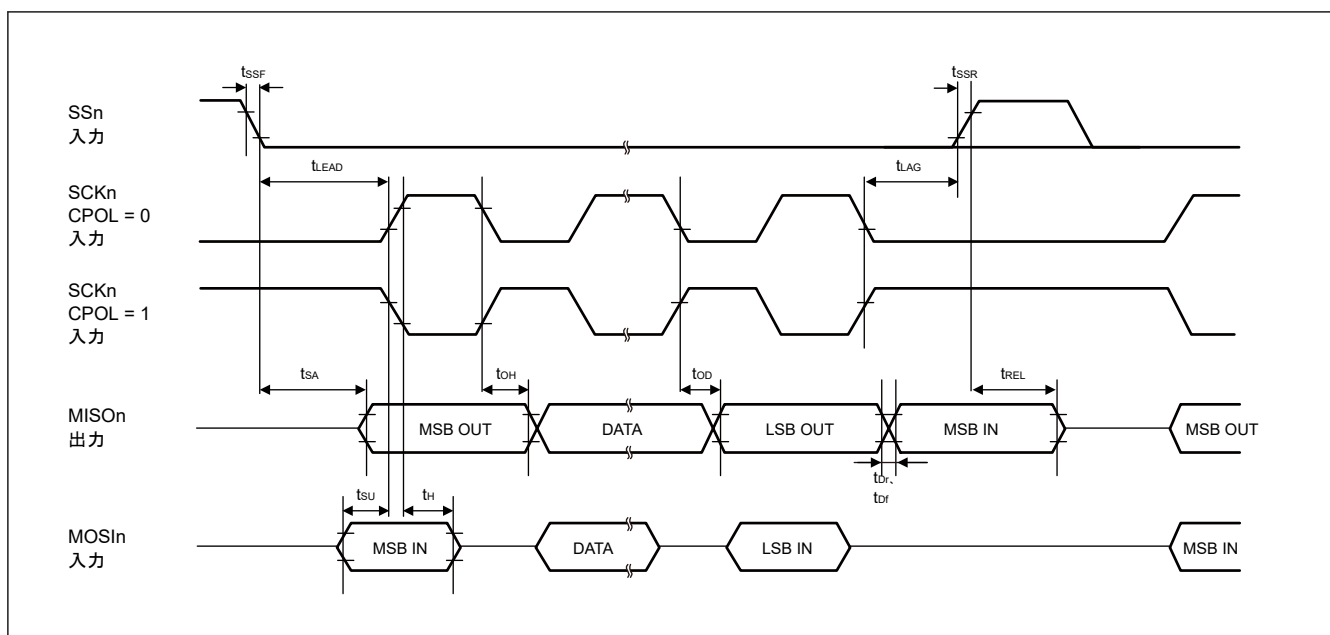 tSSF
tSSR
SSn
入力
tLEAD
tLAG
SCKn
CPOL = 0
入力
SCKn
CPOL = 1
入力
tSA
tOH
tOD
tREL
MISOn
出力
MSB OUT
DATA
LSB OUT
MSB IN
MSB OUT
tDr、
tDf
tSU
tH
MOSIn
入力
MSB IN
DATA
LSB IN
MSB IN